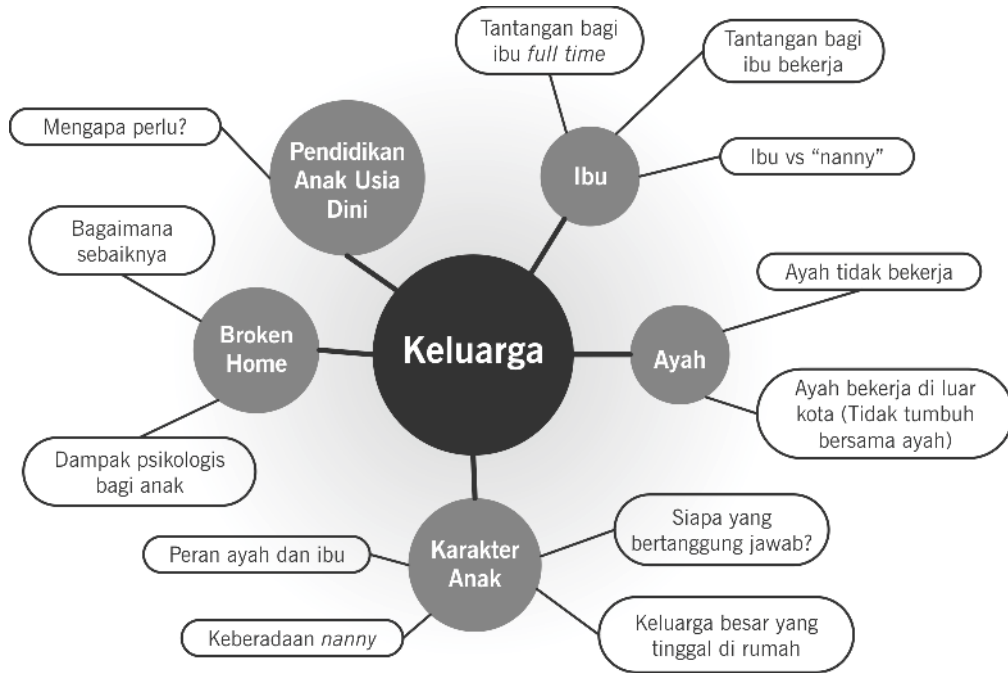 Tantangan bagi
ibu full time
Tantangan bagi
ibu bekerja
Mengapa perlu?
Pendidikan
Anak Usia
Dini
Ibu
Ibu vs “nanny”
Bagaimana
sebaiknya
Broken
Home
Dampak psikologis
bagi anak
Keluarga
Ayah
Ayah tidak bekerja
Ayah bekerja di luar
kota (Tidak tumbuh
bersama ayah)
Karakter
Anak
Peran ayah dan ibu
Keberadaan nanny
Siapa yang
bertanggung jawab?
Keluarga besar yang
tinggal di rumah